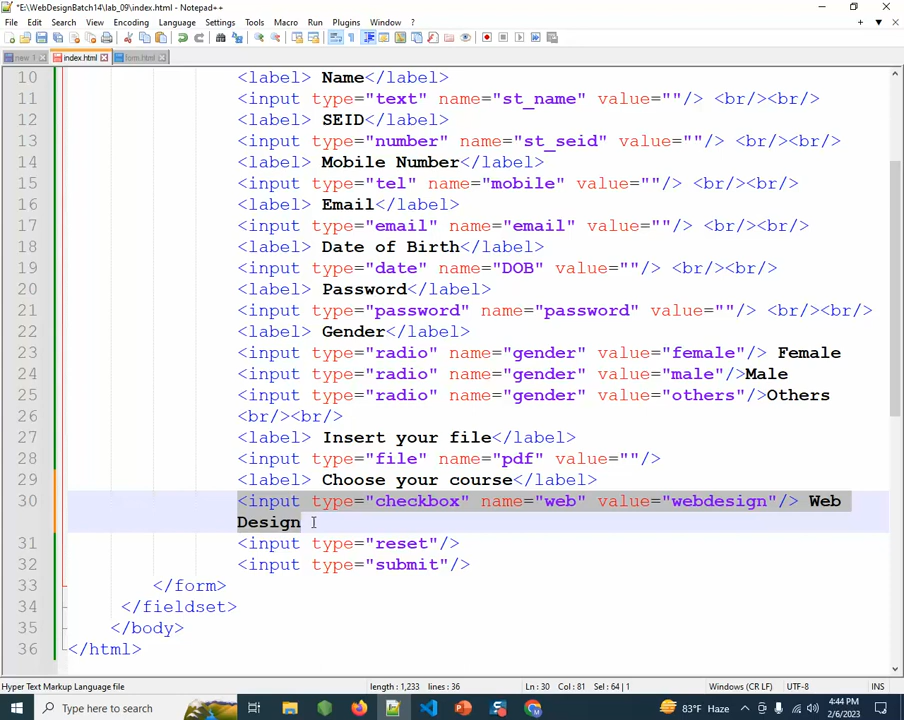 *E:\WebDesignBatch14\lab_09\index.html - Notepad++
File Edit Search View Encoding Language Settings Tools Macro Run Plugins Window ?
new 1 index.html form.html
10 <label> Name</label>
11 <input type="text" name="st_name" value=""/> <br/><br/>
12 <label> SEID</label>
13 <input type="number" name="st_seid" value=""/> <br/><br/>
14 <label> Mobile Number</label>
15 <input type="tel" name="mobile" value=""/> <br/><br/>
16 <label> Email</label>
17 <input type="email" name="email" value=""/> <br/><br/>
18 <label> Date of Birth</label>
19 <input type="date" name="DOB" value=""/> <br/><br/>
20 <label> Password</label>
21 <input type="password" name="password" value=""/> <br/><br/>
22 <label> Gender</label>
23 <input type="radio" name="gender" value="female"/> Female
24 <input type="radio" name="gender" value="male"/>Male
25 <input type="radio" name="gender" value="others"/>Others
26 <br/><br/>
27 <label> Insert your file</label>
28 <input type="file" name="pdf" value=""/>
29 <label> Choose your course</label>
30 <input type="checkbox" name="web" value="webdesign"/> Web
Design
31 <input type="reset"/>
32 <input type="submit"/>
33 </form>
34 </fieldset>
35 </body>
36 </html>
Hyper Text Markup Language file length : 1,233 lines : 36 Ln : 30 Col : 81 Sel : 64 | 1 Windows (CR LF) UTF-8 INS
Type here to search 83°F Haze 4:44 PM
2/6/2023